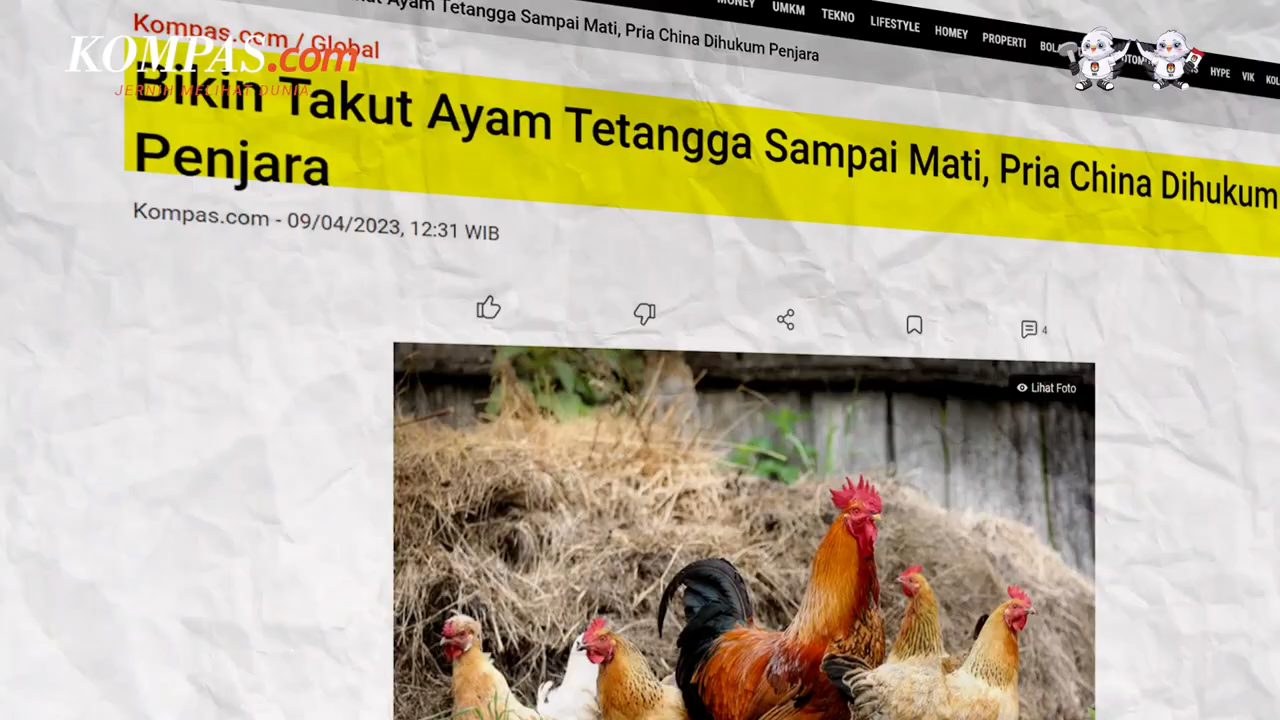 MONEY UMKM TEKNO LIFESTYLE HOMEY PROPERTI BOLA HYPE VIK
Ayam Tetangga Sampai Mati, Pria China Dihukum Penjara
Kompas.com / Global
KOMPAS.com
JERNIH MELIHAT DUNIA
Bikin Takut Ayam Tetangga Sampai Mati, Pria China Dihukum
Penjara
Kompas.com - 09/04/2023, 12:31 WIB
4
Lihat Foto